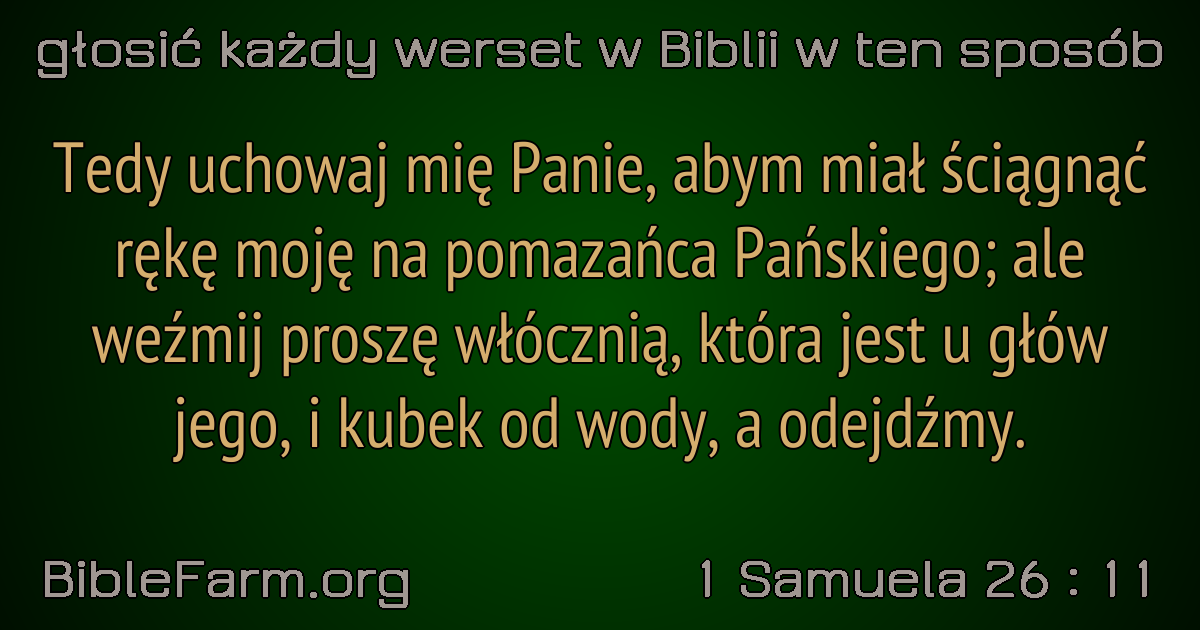 głosić każdy werset w Biblii w ten sposób
Tedy uchowaj mię Panie, abym miał ściągnąć
rękę moję na pomazańca Pańskiego; ale
weźmij proszę włócznią, która jest u głów
jego, i kubek od wody, a odejdźmy.
BibleFarm.org
1 Samuela 26 : 11